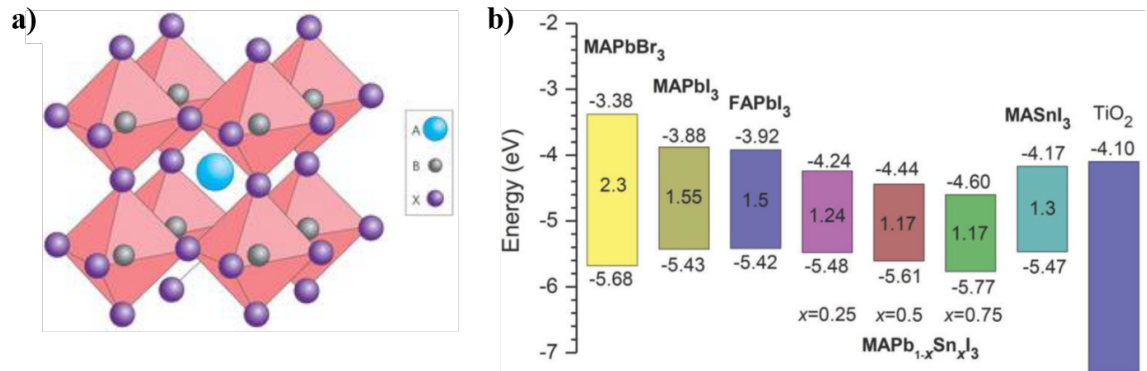 a)
A
B
X
b)
Energy (eV)
-2
-3
-4
-5
-6
-7
MAPbBr3
-3.38
2.3
-5.68
MAPbI3
-3.88
1.55
-5.43
FAPbI3
-3.92
1.5
-5.42
-4.24
1.24
-5.48
x=0.25
-4.44
1.17
-5.61
x=0.5
-4.60
1.17
-5.77
x=0.75
MAPb1-xSnxI3
MASnI3
-4.17
1.3
-5.47
TiO2
-4.10